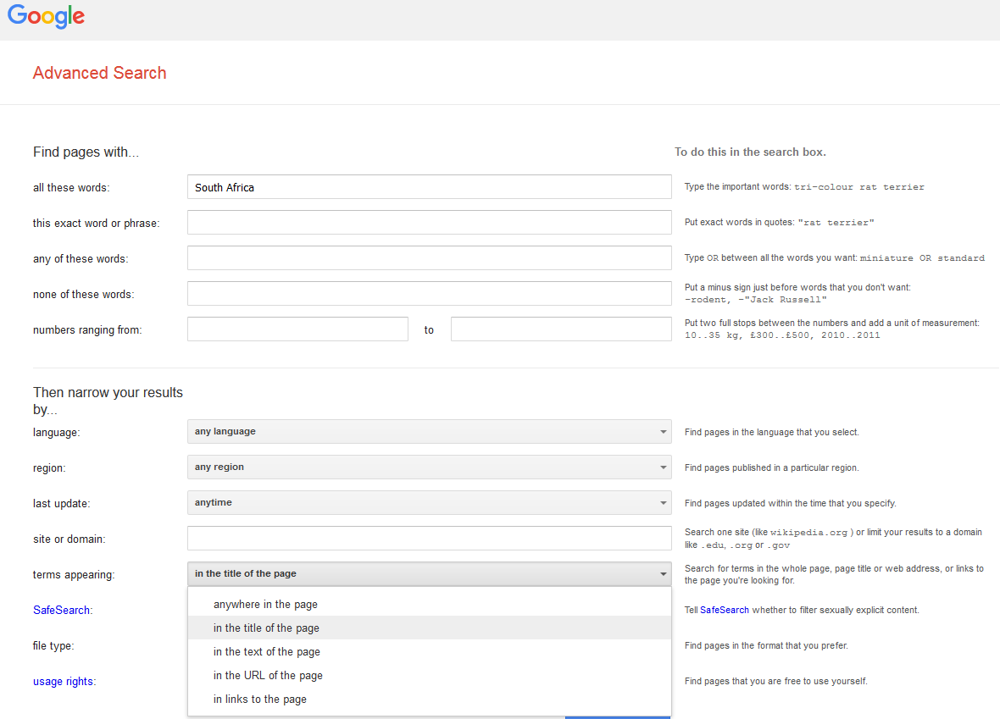 Google
Advanced Search
Find pages with...
To do this in the search box.
all these words:
South Africa
Type the important words: tri-colour rat terrier
this exact word or phrase:
Put exact words in quotes: "rat terrier"
any of these words:
Type OR between all the words you want: miniature OR standard
none of these words:
Put a minus sign just before words that you don't want:
-rodent, -"Jack Russell"
numbers ranging from:
to
Put two full stops between the numbers and add a unit of measurement:
10..35 kg, £300..£500, 2010..2011
Then narrow your results
by...
language:
any language
Find pages in the language that you select.
region:
any region
Find pages published in a particular region.
last update:
anytime
Find pages updated within the time that you specify.
site or domain:
Search one site (like wikipedia.org ) or limit your results to a domain
like .edu, .org or .gov
terms appearing:
in the title of the page
Search for terms in the whole page, page title or web address, or links to
the page you're looking for.
anywhere in the page
SafeSearch:
Tell SafeSearch whether to filter sexually explicit content.
in the title of the page
file type:
in the text of the page
Find pages in the format that you prefer.
in the URL of the page
usage rights:
Find pages that you are free to use yourself.
in links to the page